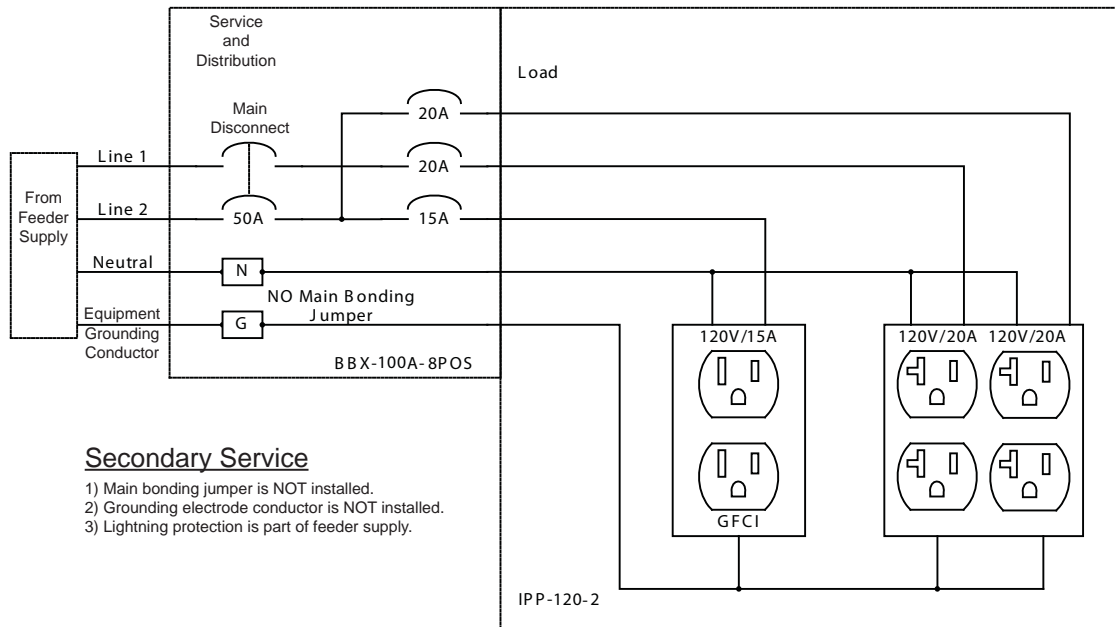 Service
and
Distribution
Load
20A
Main
Disconnect
Line 1
20A
From
Feeder
Supply
Line 2
50A
15A
Neutral
N
NO Main Bonding
Jumper
Equipment
Grounding
Conductor
G
BBX-100A-8POS
120V/15A
120V/20A
120V/20A
GFCI
Secondary Service
1) Main bonding jumper is NOT installed.
2) Grounding electrode conductor is NOT installed.
3) Lightning protection is part of feeder supply.
IPP-120-2